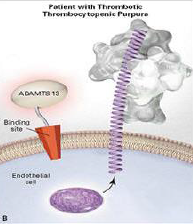 Patient with Thrombotic
Thrombocytopenic Purpura
ADAMTS 13
Binding
site
Endothelial
cell
B